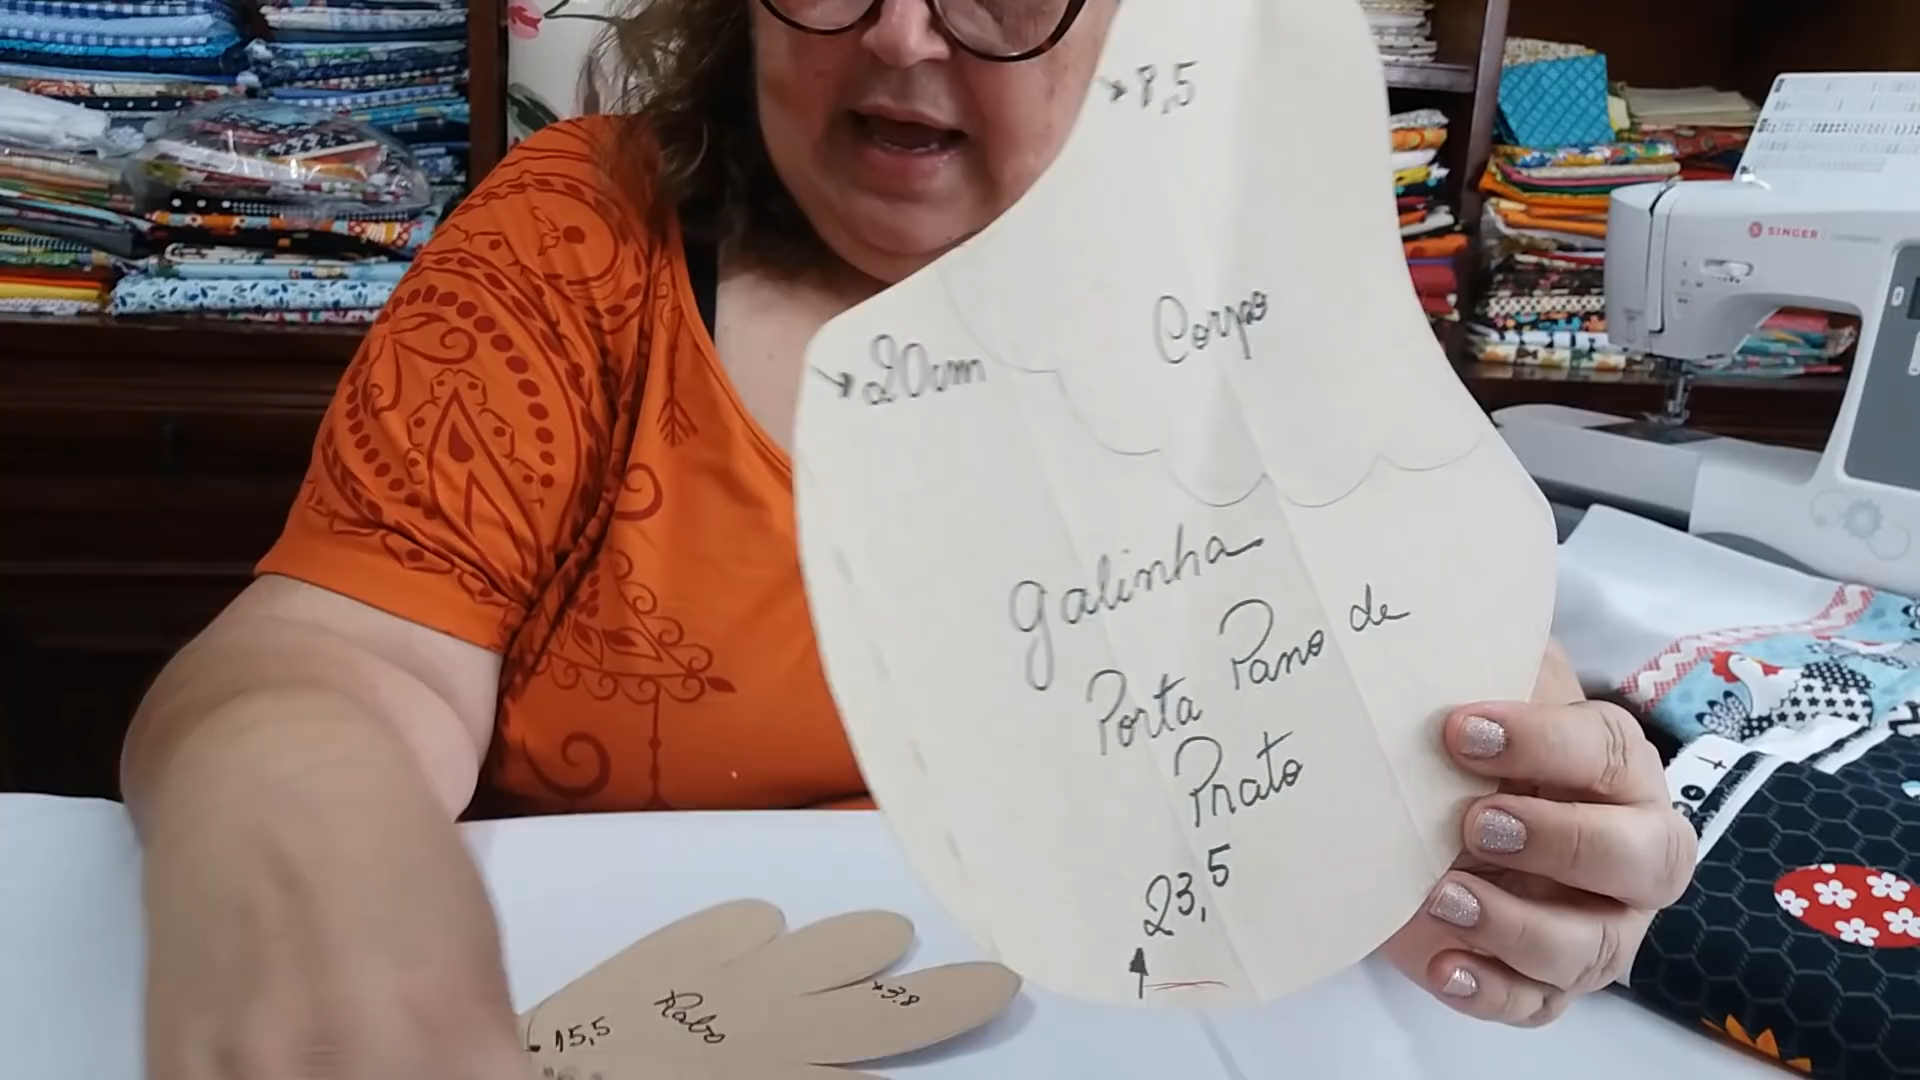 8,5
SINGER
Corpo
20cm
Galinha
Porta Pano de
Prato
23,5
3.8
Rabo
15,5